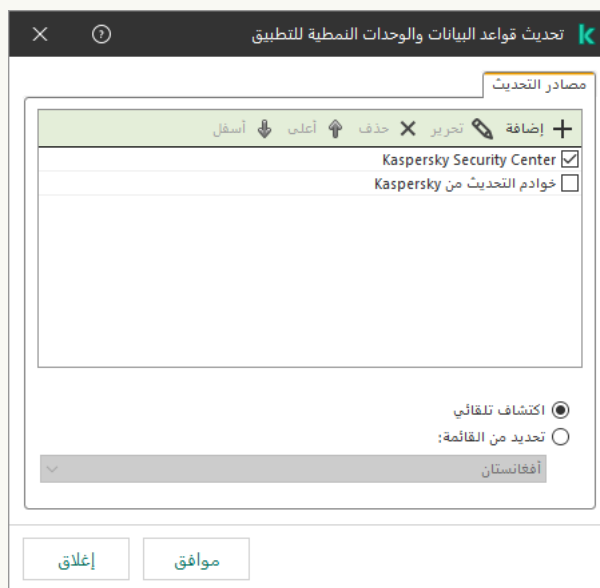 تحديث قواعد البيانات والوحدات النمطية للتطبيق
مصادر التحديث
إضافة تحرير حذف أعلى أسفل
Kaspersky Security Center
خوادم التحديث من Kaspersky
اكتشاف تلقائي
تحديد من القائمة:
أفغانستان
موافق إغلاق